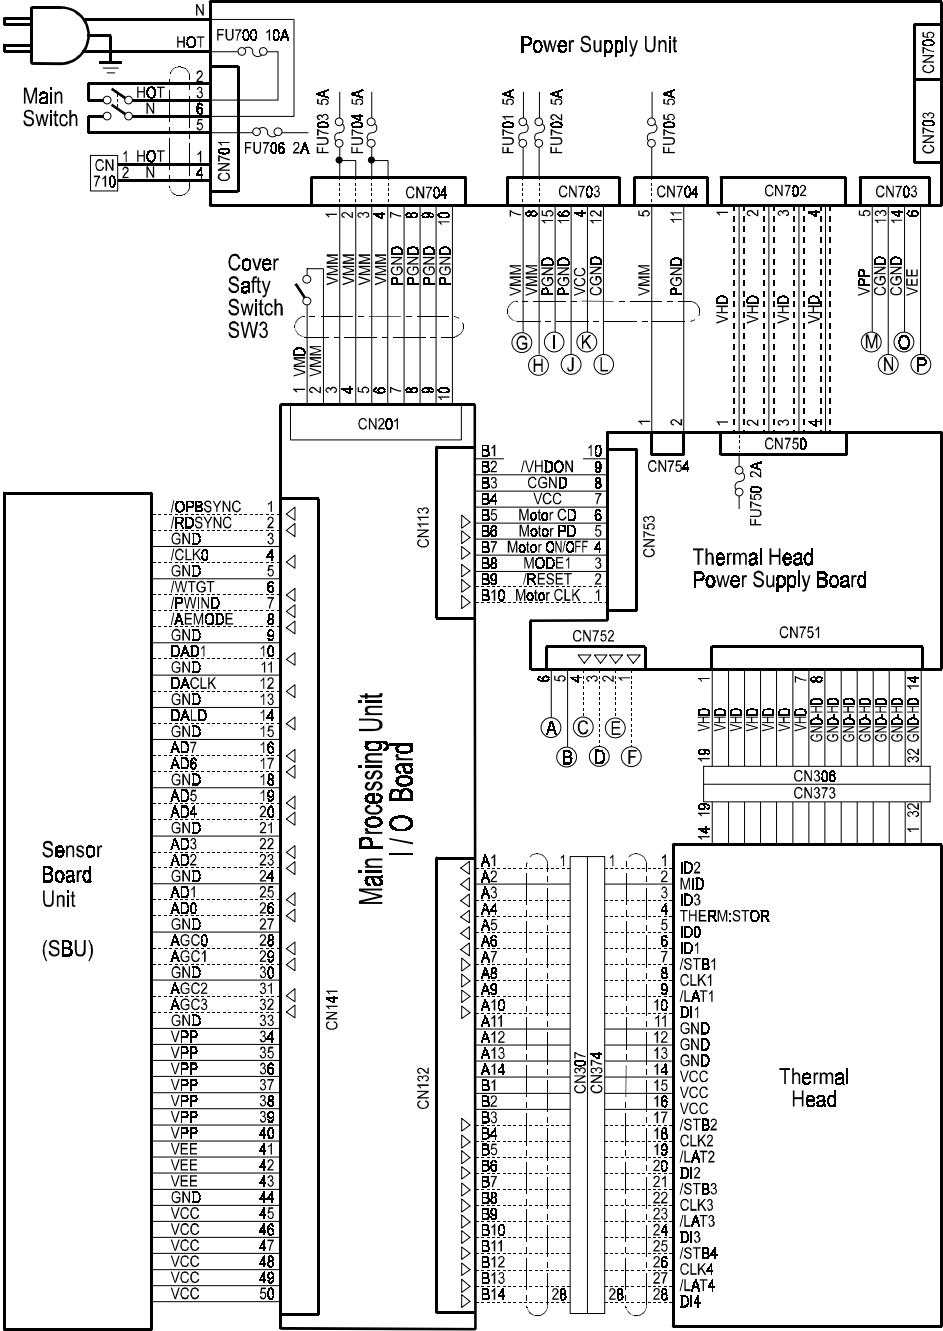 N
HOT
FU700 10A
Power Supply Unit
CN705
CN703
Main
Switch
2
HOT 3
N 6
5
FU706 2A
CN701
CN
710
1 HOT 1
2 N 4
FU703 5A
FU704 5A
FU701 5A
FU702 5A
FU705 5A
CN704
CN703
CN704
CN702
CN703
1 2 3 4 7 8 9 10
7 8 15 16 4 12
5 11
1 2 3 4
5 13 14 6
VMM VMM VMM VMM PGND PGND PGND PGND
VMM VMM PGND PGND VCC CGND
VMM PGND
VHD VHD VHD VHD
VPP CGND CGND VEE
Cover
Safty
Switch
SW3
G H I J K L
M N O P
VMD VMM
1 2 3 4 5 6 7 8 9 10
CN201
1 2
CN754
1 2 3 4
CN750
FU750 2A
B1 10
B2 /VHDON 9
B3 CGND 8
B4 VCC 7
B5 Motor CD 6
B6 Motor PD 5
B7 Motor ON/OFF 4
B8 MODE1 3
B9 /RESET 2
B10 Motor CLK 1
CN113
CN753
Thermal Head
Power Supply Board
CN752
6 5 4 3 2 1
A B C D E F
CN751
1 7 8 14
VHD VHD VHD VHD VHD VHD VHD GND-HD GND-HD GND-HD GND-HD GND-HD GND-HD GND-HD
19 32
CN306
CN373
19 32
14 1
/OPBSYNC 1
/RDSYNC 2
GND 3
/CLK0 4
GND 5
/WTGT 6
/PWIND 7
/AEMODE 8
GND 9
DAD1 10
GND 11
DACLK 12
GND 13
DALD 14
GND 15
AD7 16
AD6 17
GND 18
AD5 19
AD4 20
GND 21
AD3 22
AD2 23
GND 24
AD1 25
AD0 26
GND 27
AGC0 28
AGC1 29
GND 30
AGC2 31
AGC3 32
GND 33
VPP 34
VPP 35
VPP 36
VPP 37
VPP 38
VPP 39
VPP 40
VEE 41
VEE 42
VEE 43
GND 44
VCC 45
VCC 46
VCC 47
VCC 48
VCC 49
VCC 50
Sensor
Board
Unit
(SBU)
CN141
Main Processing Unit
I / O Board
CN132
A1 1 1 1 ID2
A2 2 MID
A3 3 ID3
A4 4 THERM:STOR
A5 5 ID0
A6 6 ID1
A7 7 /STB1
A8 8 CLK1
A9 9 /LAT1
A10 10 DI1
A11 11 GND
A12 12 GND
A13 13 GND
A14 14 VCC
B1 15 VCC
B2 16 VCC
B3 17 /STB2
B4 18 CLK2
B5 19 /LAT2
B6 20 DI2
B7 21 /STB3
B8 22 CLK3
B9 23 /LAT3
B10 24 DI3
B11 25 /STB4
B12 26 CLK4
B13 27 /LAT4
B14 28 28 28 DI4
CN307
CN374
Thermal
Head